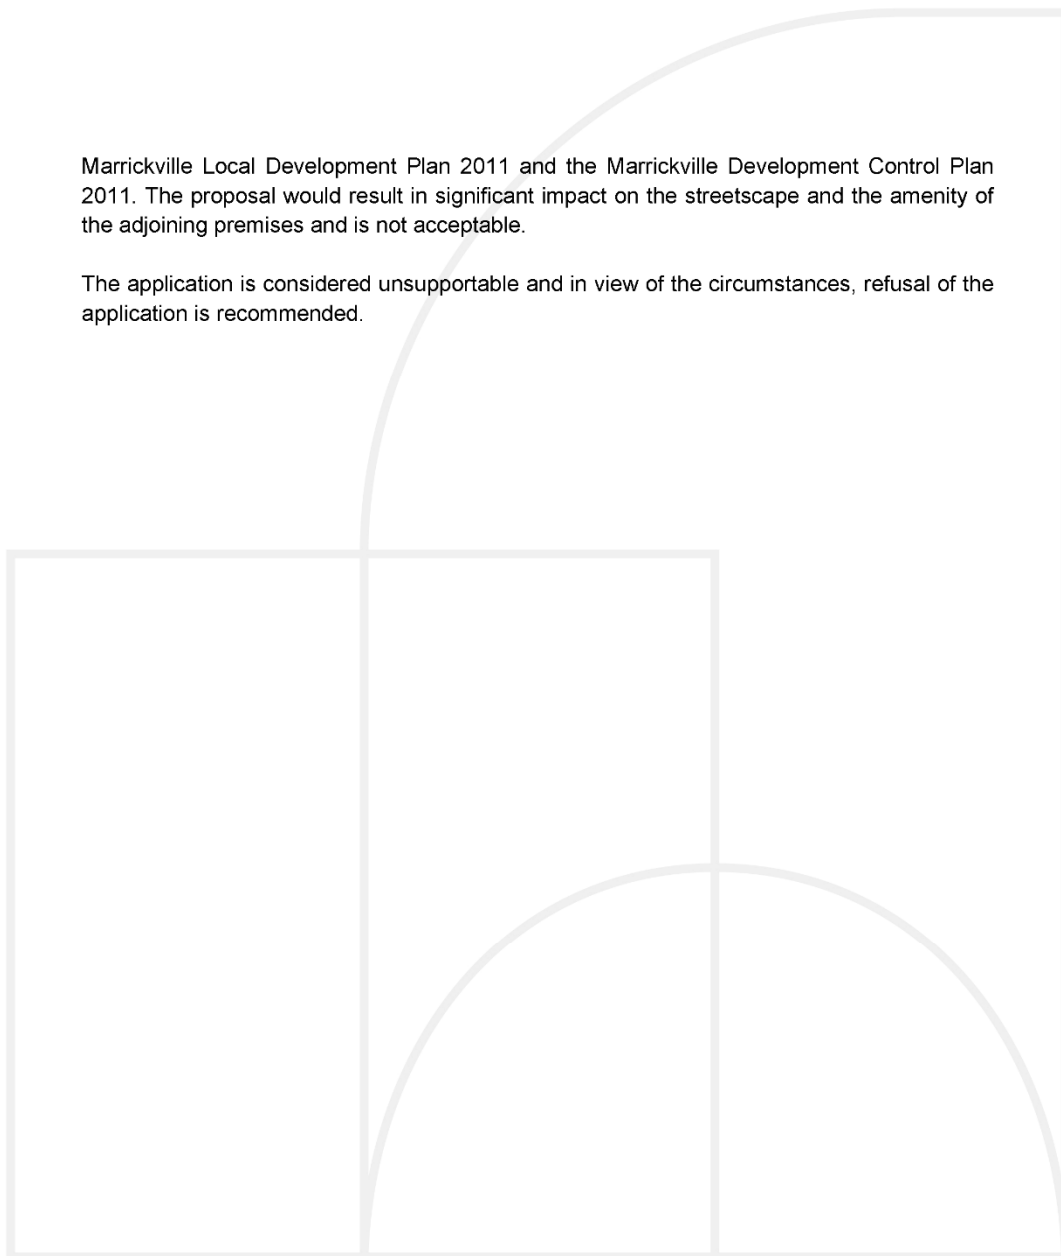 Marrickville Local Development Plan 2011 and the Marrickville Development Control Plan
2011. The proposal would result in significant impact on the streetscape and the amenity of
the adjoining premises and is not acceptable.
The application is considered unsupportable and in view of the circumstances, refusal of the
application is recommended.